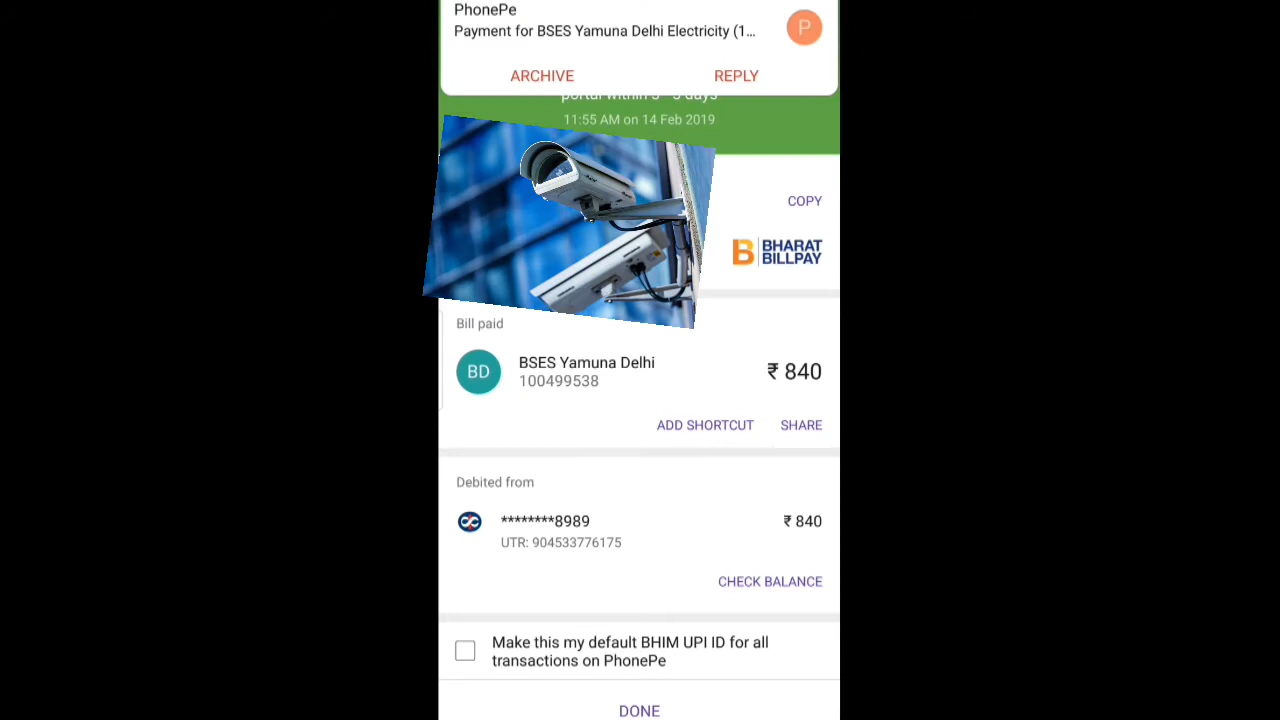 PhonePe
Payment for BSES Yamuna Delhi Electricity (1...
P
ARCHIVE
REPLY
portal within 3 - 5 days
11:55 AM on 14 Feb 2019
COPY
BHARAT
BILLPAY
Bill paid
BD
BSES Yamuna Delhi
100499538
₹ 840
ADD SHORTCUT
SHARE
Debited from
********8989
₹ 840
UTR: 904533776175
CHECK BALANCE
Make this my default BHIM UPI ID for all
transactions on PhonePe
DONE